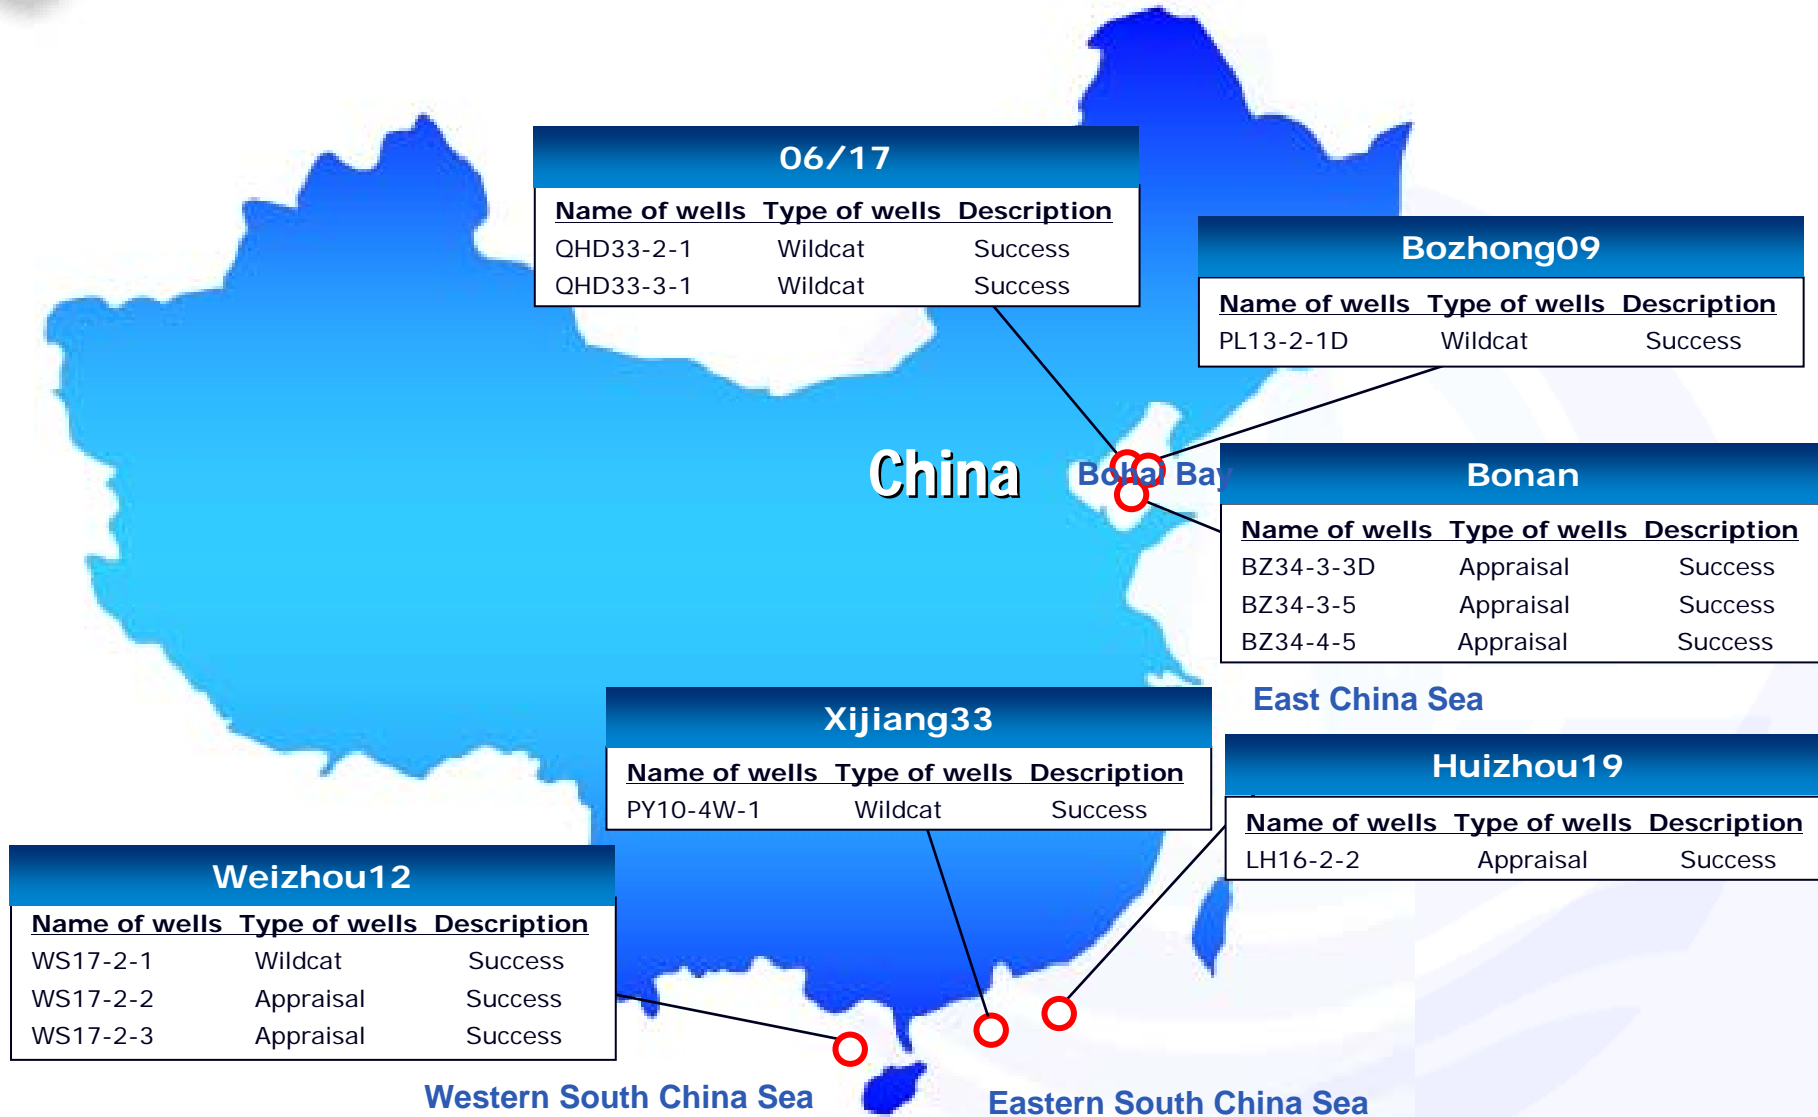 06/17
Name of wells Type of wells Description
QHD33-2-1 Wildcat Success
QHD33-3-1 Wildcat Success
Bozhong09
Name of wells Type of wells Description
PL13-2-1D Wildcat Success
China
Bohai Bay
Bonan
Name of wells Type of wells Description
BZ34-3-3D Appraisal Success
BZ34-3-5 Appraisal Success
BZ34-4-5 Appraisal Success
East China Sea
Xijiang33
Name of wells Type of wells Description
PY10-4W-1 Wildcat Success
Huizhou19
Name of wells Type of wells Description
LH16-2-2 Appraisal Success
Weizhou12
Name of wells Type of wells Description
WS17-2-1 Wildcat Success
WS17-2-2 Appraisal Success
WS17-2-3 Appraisal Success
Western South China Sea
Eastern South China Sea